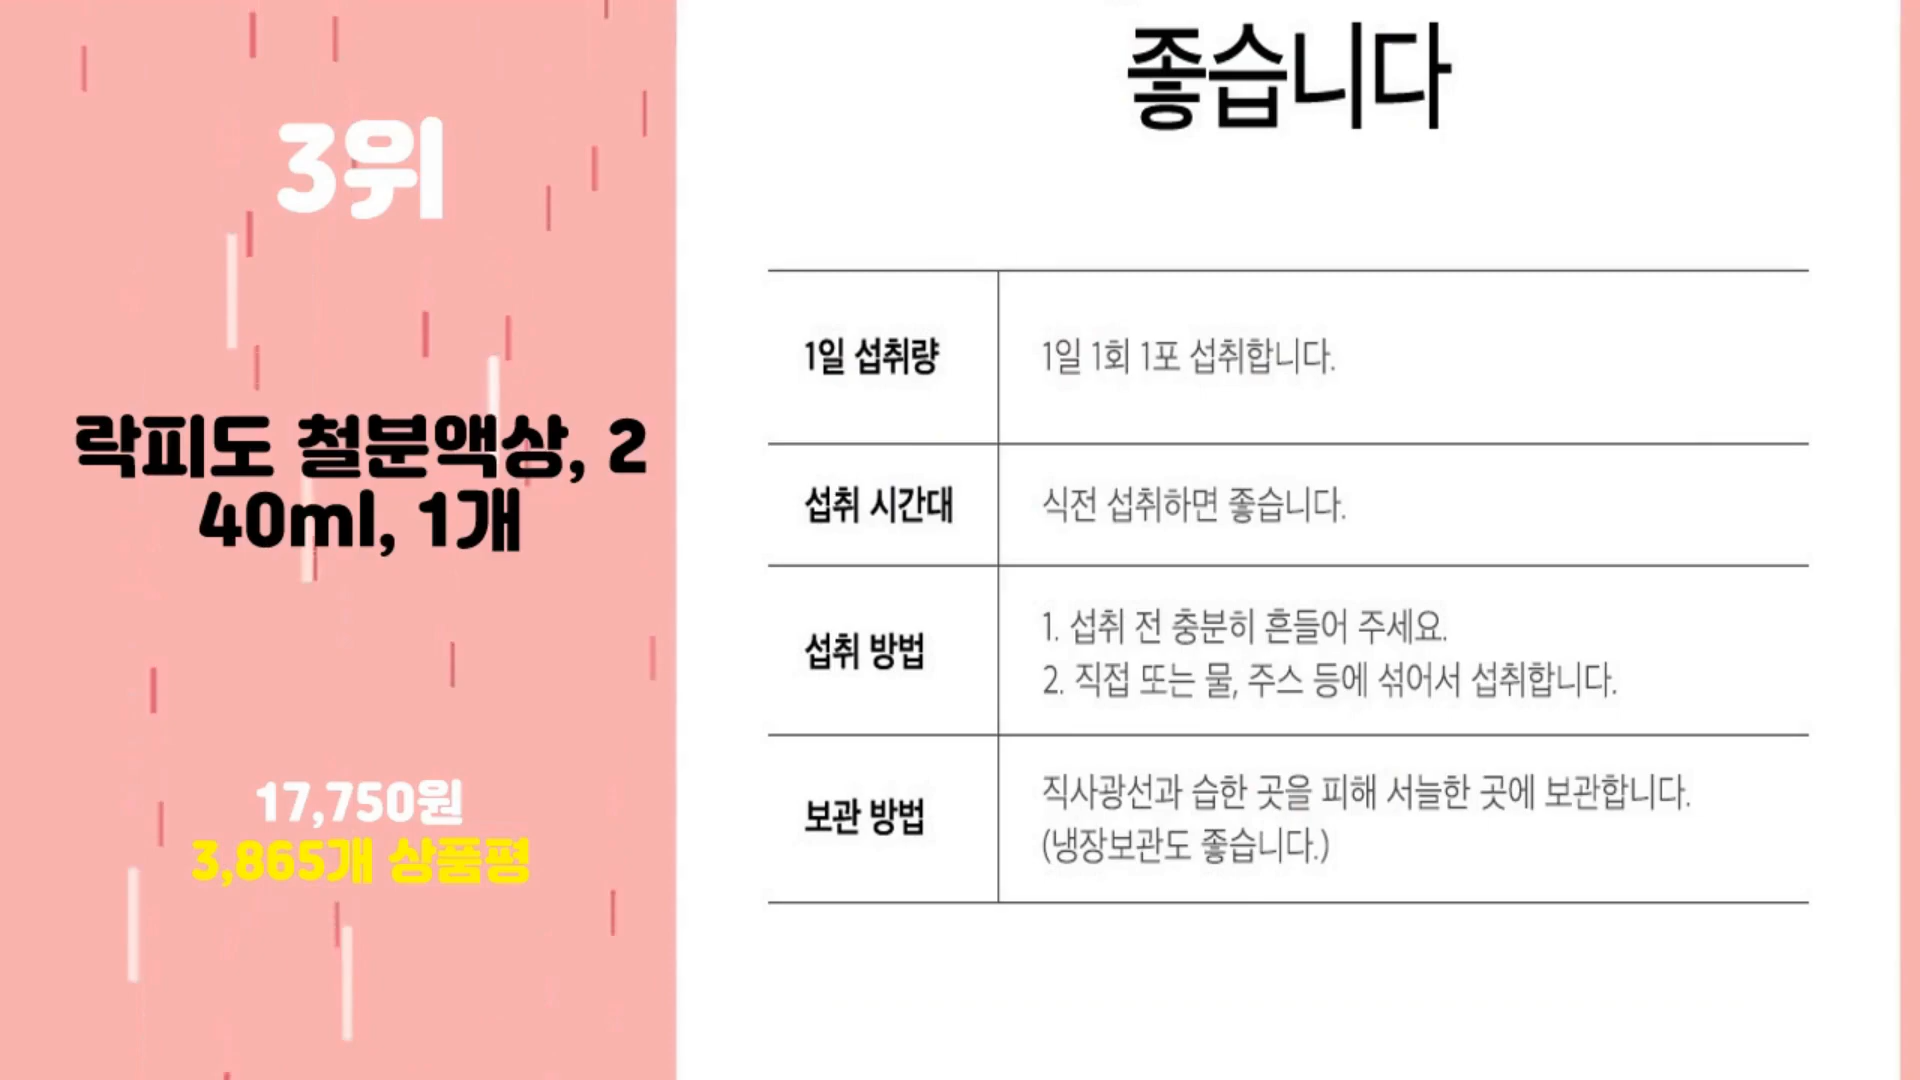 3위
락피도 철분액상, 2
40ml, 1개
17,750원
3,865개 상품평
좋습니다
1일 섭취량
1일 1회 1포 섭취합니다.
섭취 시간대
식전 섭취하면 좋습니다.
섭취 방법
1. 섭취 전 충분히 흔들어 주세요.
2. 직접 또는 물, 주스 등에 섞어서 섭취합니다.
보관 방법
직사광선과 습한 곳을 피해 서늘한 곳에 보관합니다.
(냉장보관도 좋습니다.)